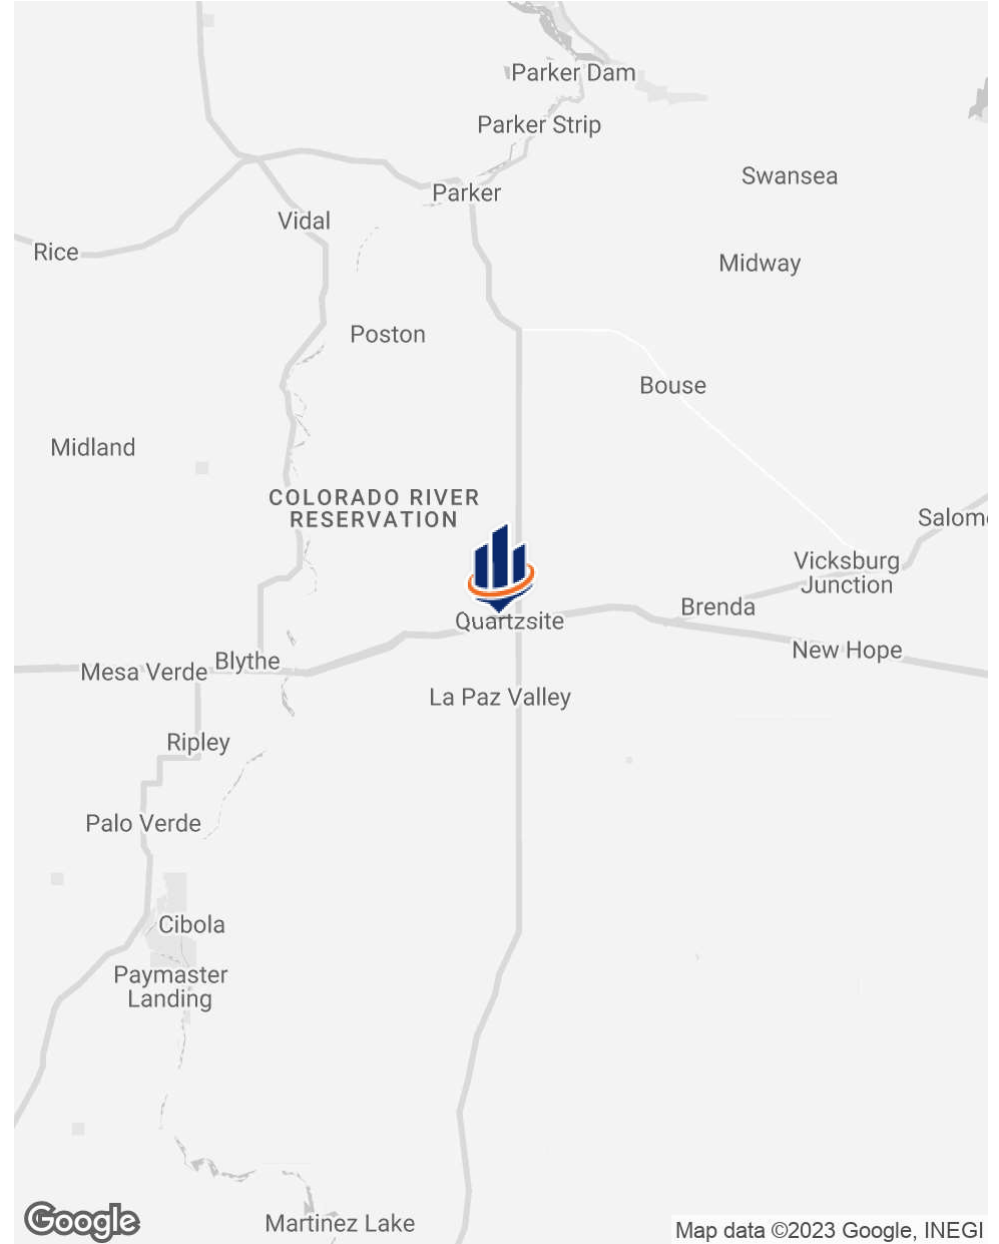 Parker Dam
Parker Strip
Swansea
Parker
Vidal
Rice
Midway
Poston
Bouse
Midland
COLORADO RIVER
RESERVATION
Salome
Vicksburg
Junction
Brenda
Quartzsite
New Hope
Blythe
Mesa Verde
La Paz Valley
Ripley
Palo Verde
Cibola
Paymaster
Landing
Martinez Lake
Google
Map data ©2023 Google, INEGI